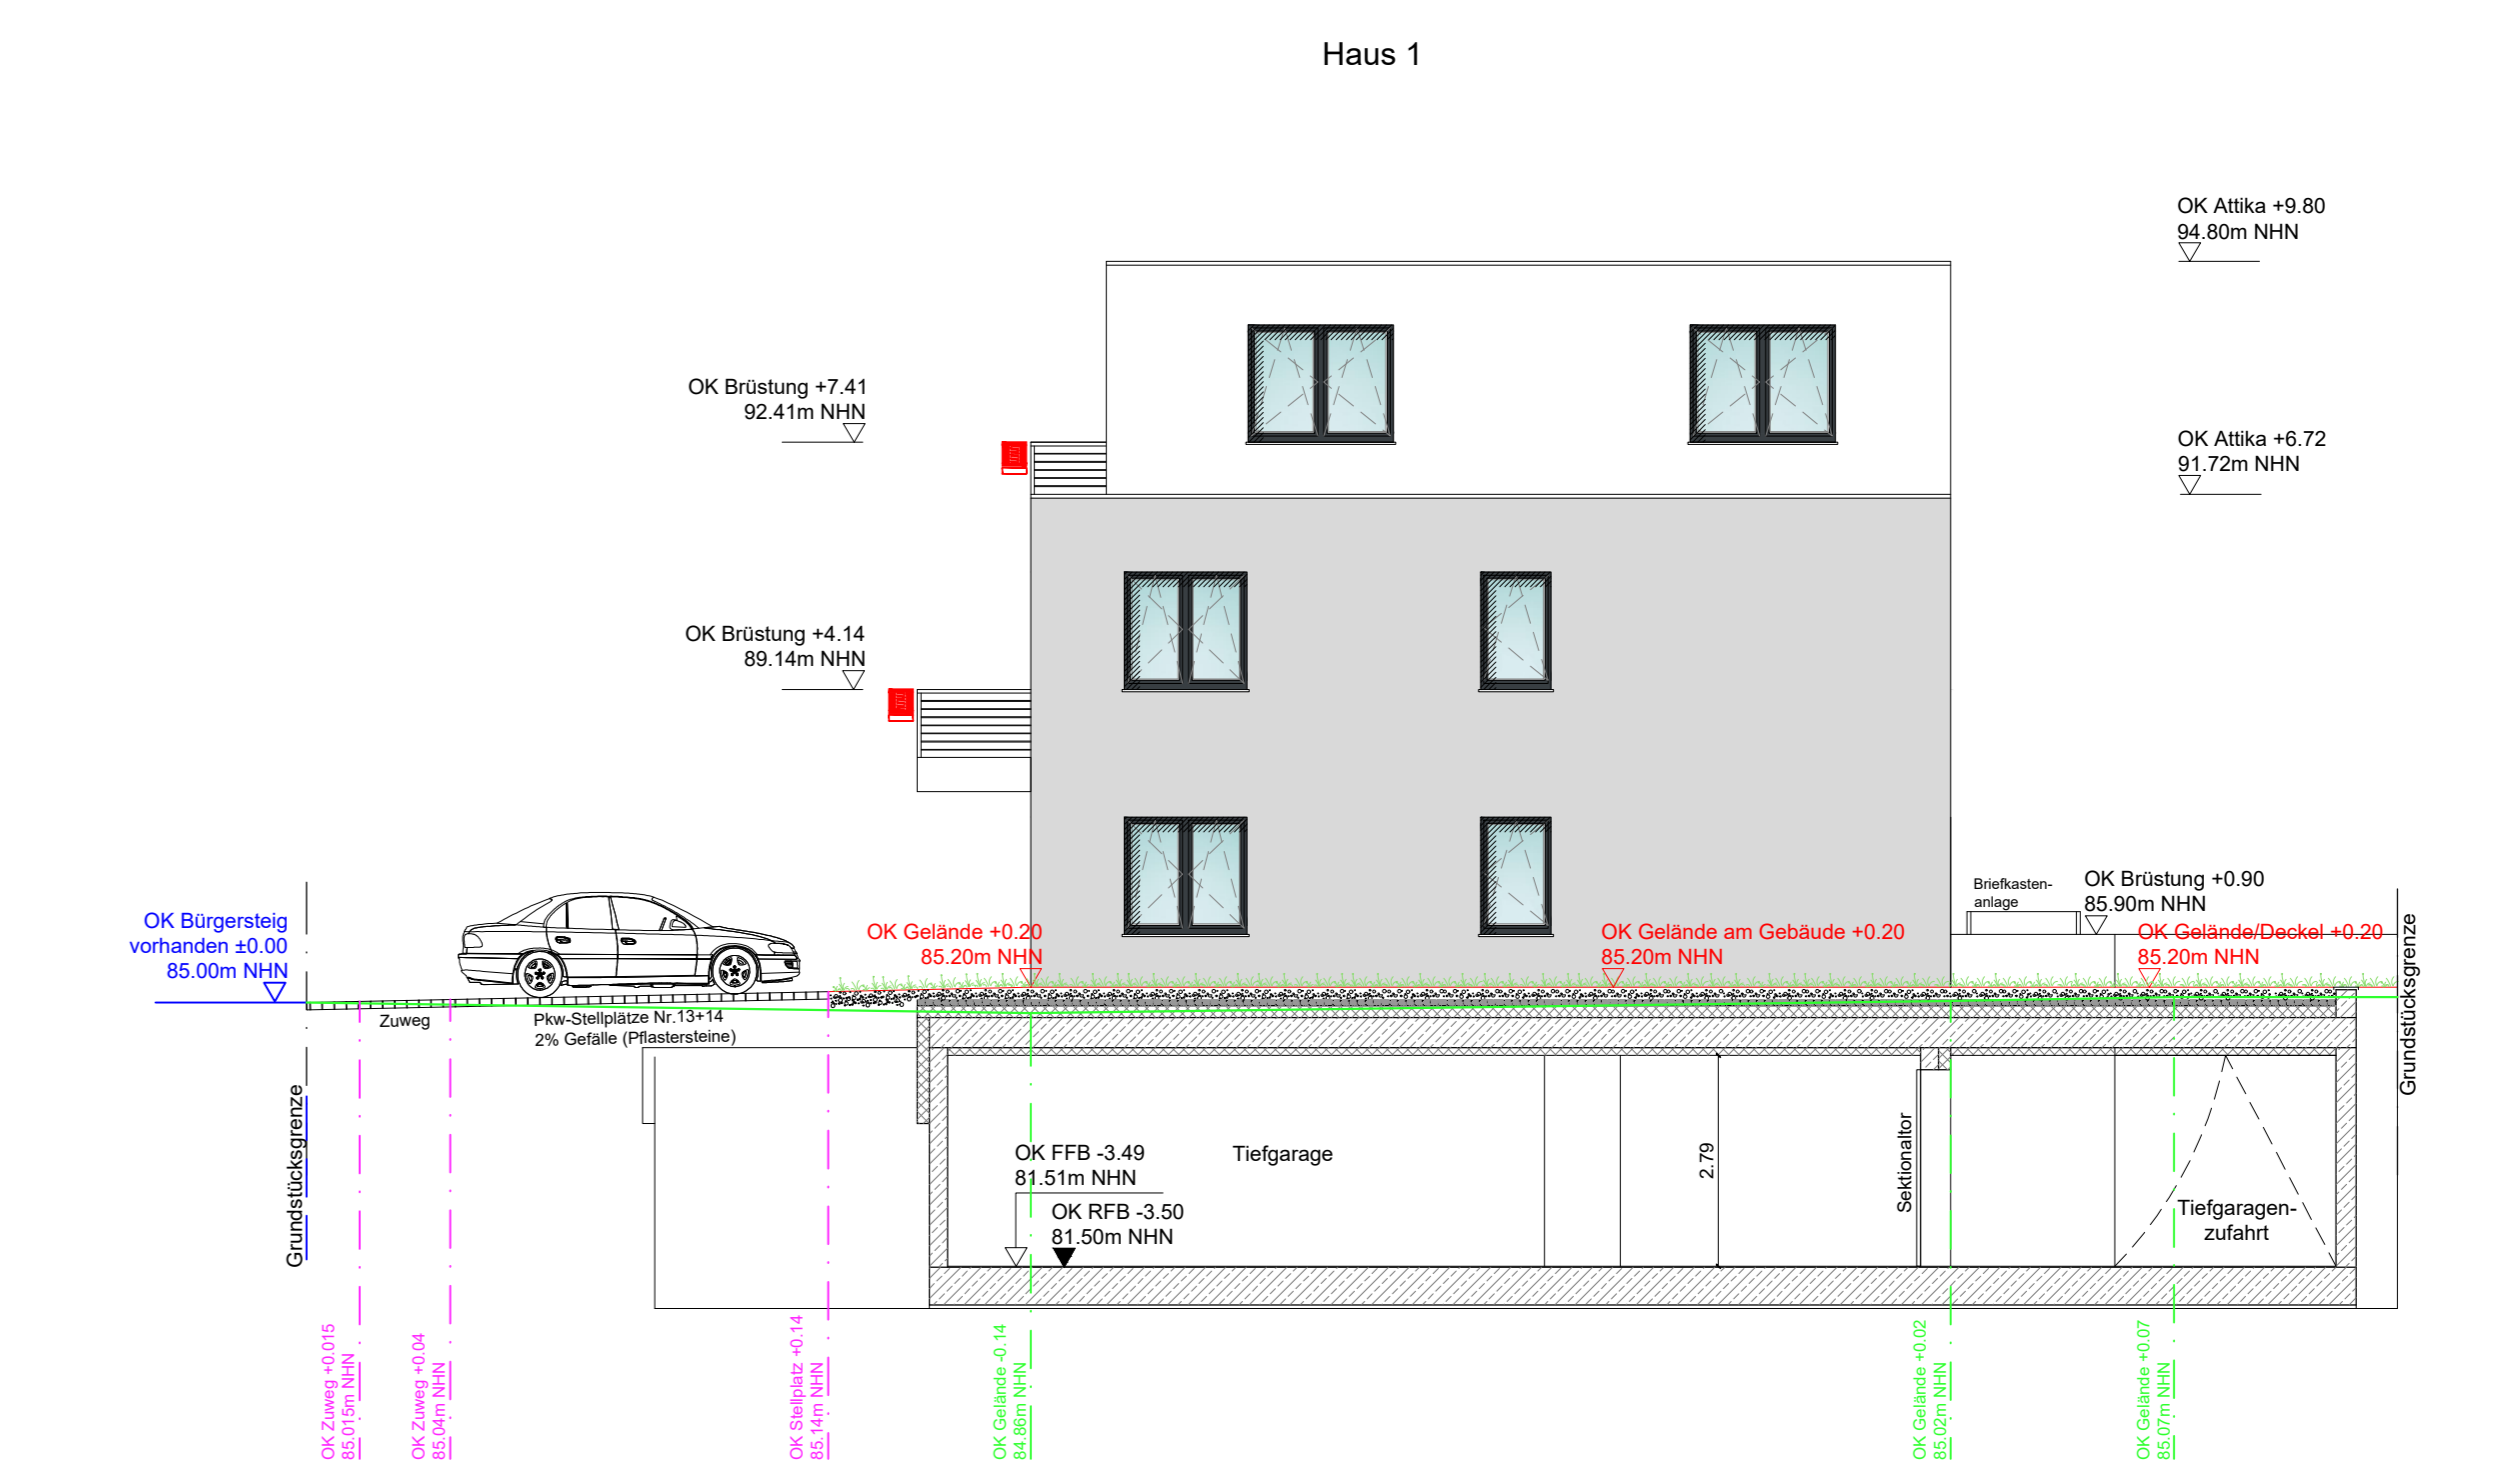 Haus 1
OK Attika +9.80
94.80m NHN
OK Brüstung +7.41
92.41m NHN
OK Attika +6.72
91.72m NHN
OK Brüstung +4.14
89.14m NHN
Briefkasten-
anlage
OK Brüstung +0.90
85.90m NHN
OK Bürgersteig
vorhanden ±0.00
85.00m NHN
OK Gelände +0.20
85.20m NHN
OK Gelände am Gebäude +0.20
85.20m NHN
OK Gelände/Deckel +0.20
85.20m NHN
Grundstücksgrenze
Zuweg
Pkw-Stellplätze Nr.13+14
2% Gefälle (Pflastersteine)
Grundstücksgrenze
OK FFB -3.49
81.51m NHN
Tiefgarage
2.79
Sektionaltor
OK RFB -3.50
81.50m NHN
Tiefgaragen-
zufahrt
OK Zuweg +0.015
85.015m NHN
OK Zuweg +0.04
85.04m NHN
OK Stellplatz +0.14
85.14m NHN
OK Gelände -0.14
84.86m NHN
OK Gelände +0.02
85.02m NHN
OK Gelände +0.07
85.07m NHN